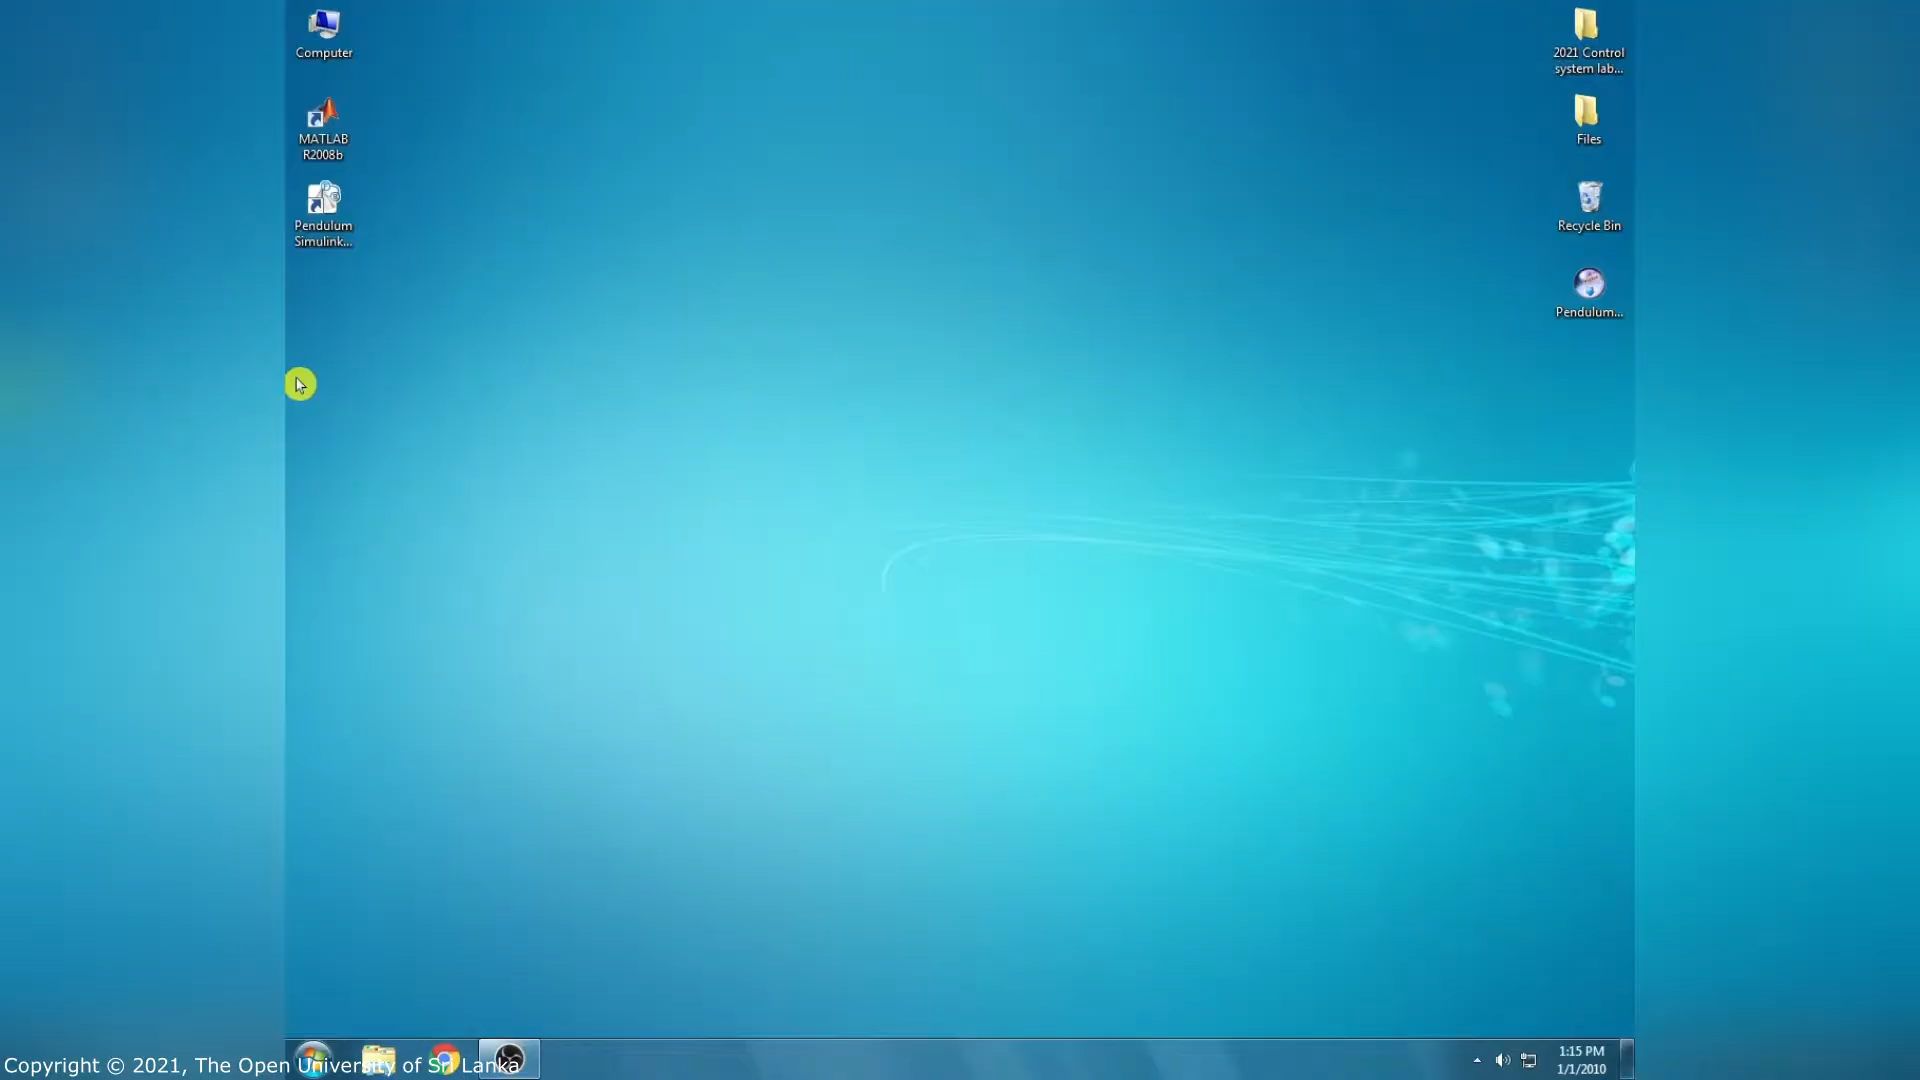 Computer
MATLAB
R2008b
Pendulum
Simulink...
2021 Control
system lab...
Files
Recycle Bin
Pendulum...
1:15 PM
1/1/2010
Copyright © 2021, The Open University of Sri Lanka